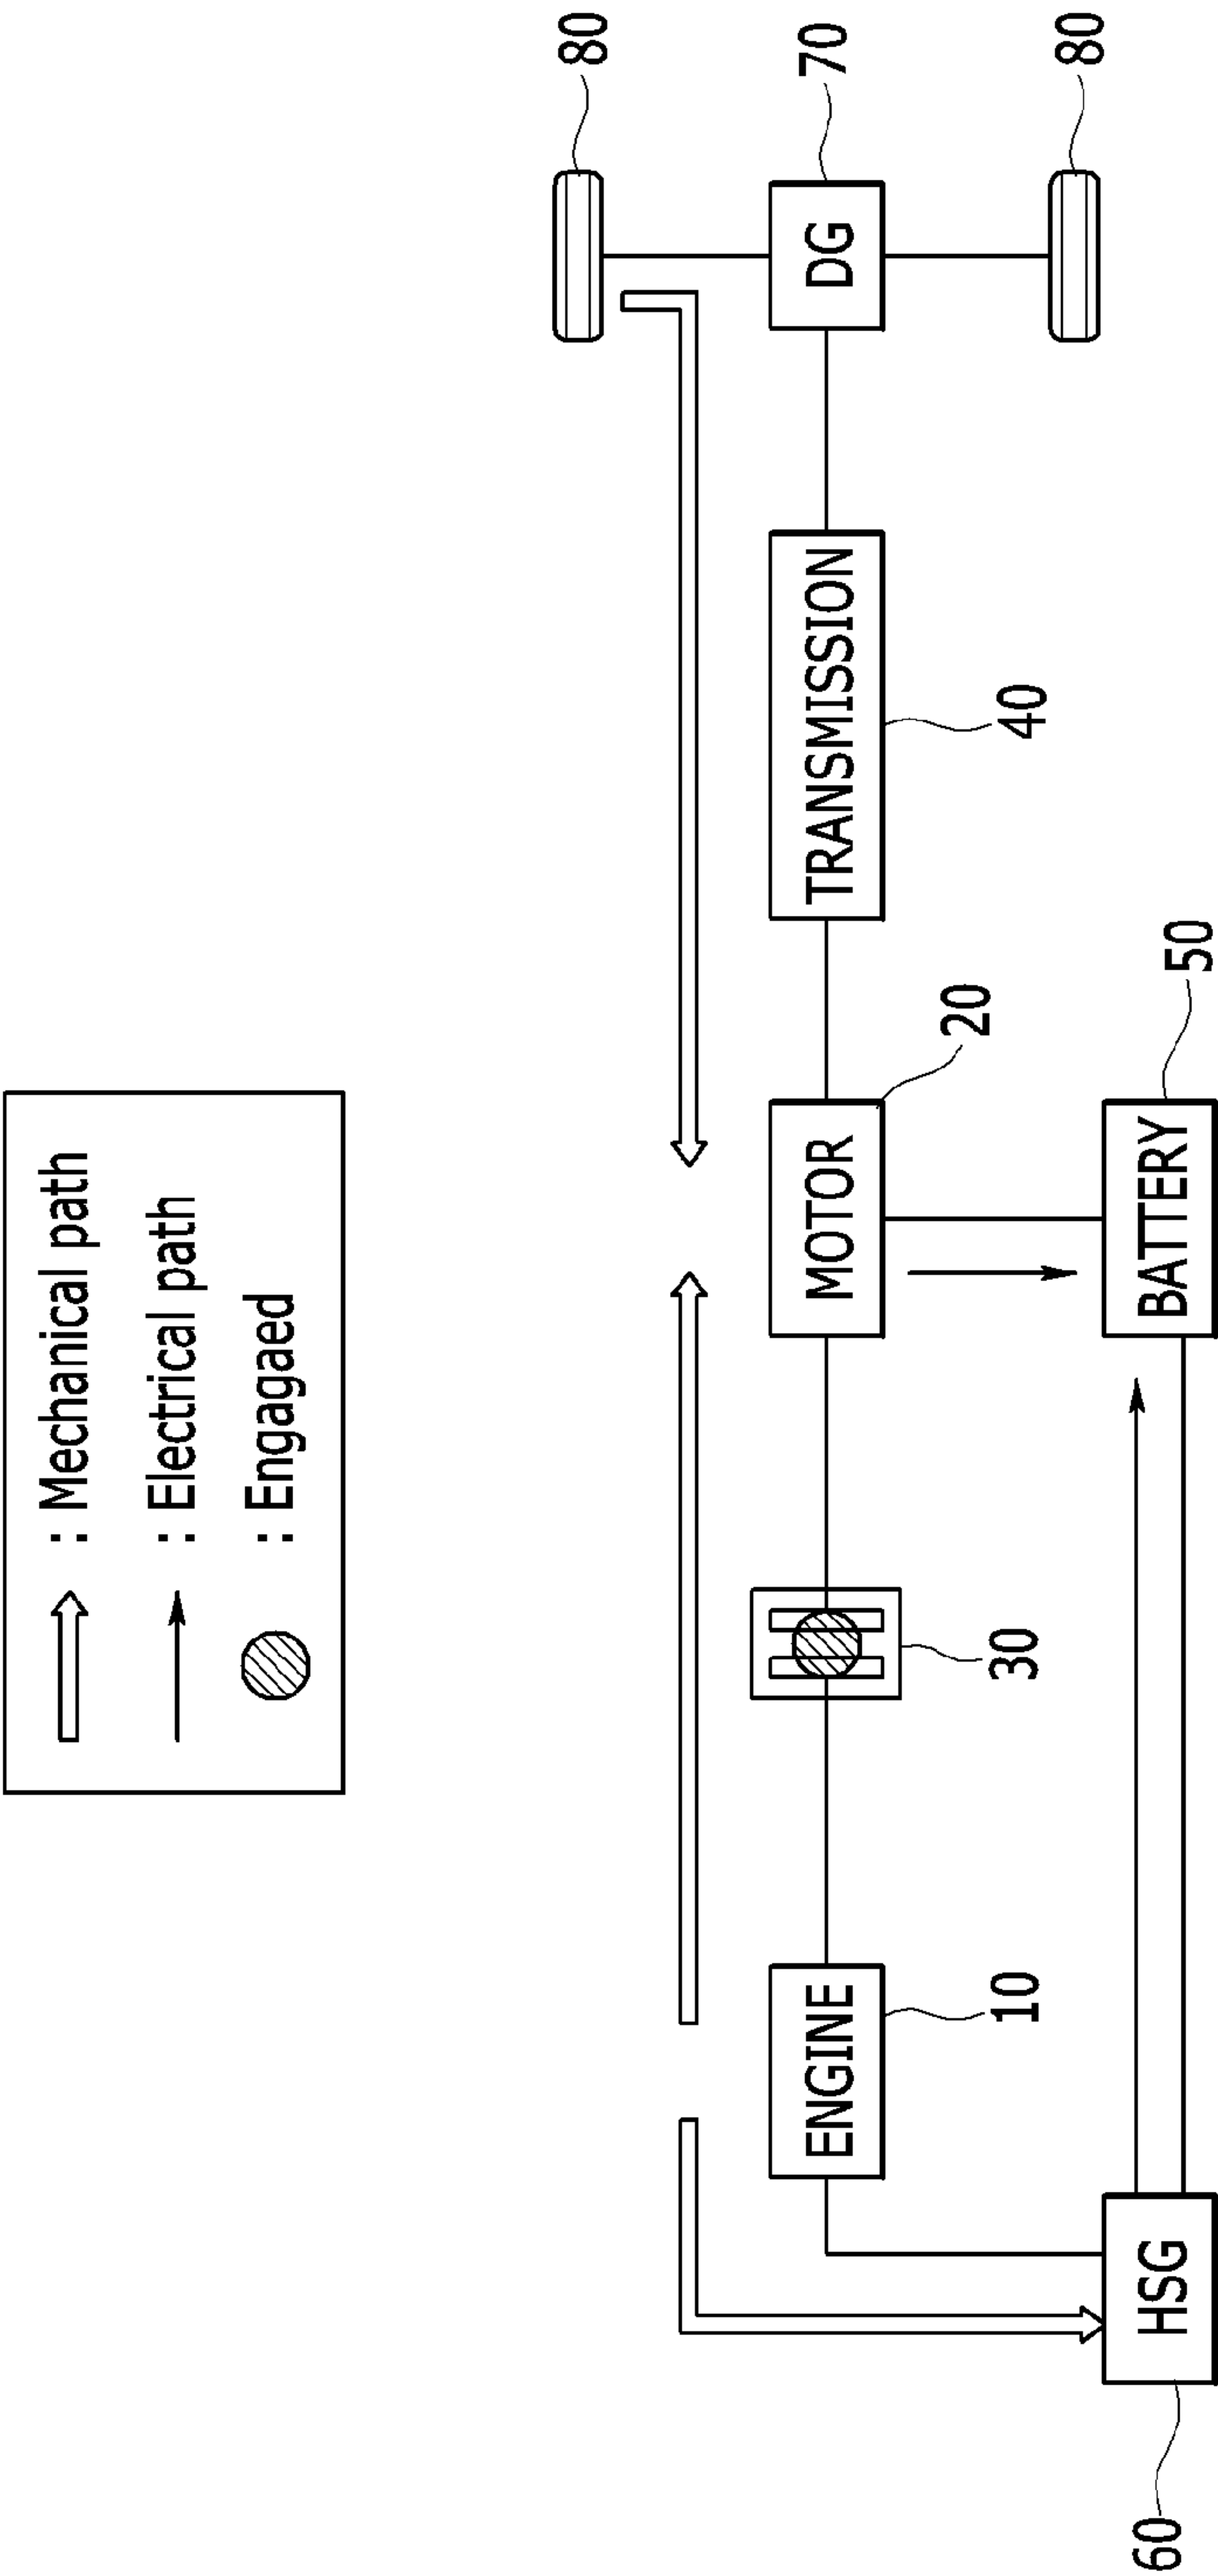 : Mechanical path
: Electrical path
: Engagaed
80
70
80
DG
TRANSMISSION
40
MOTOR
20
BATTERY
50
30
ENGINE
10
HSG
60